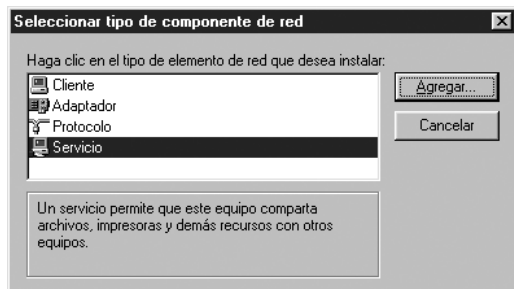 Seleccionar tipo de componente de red
Haga clic en el tipo de elemento de red que desea instalar:
Cliente
Adaptador
Protocolo
Servicio
Agregar...
Cancelar
Un servicio permite que este equipo comparta
archivos, impresoras y demás recursos con otros
equipos.